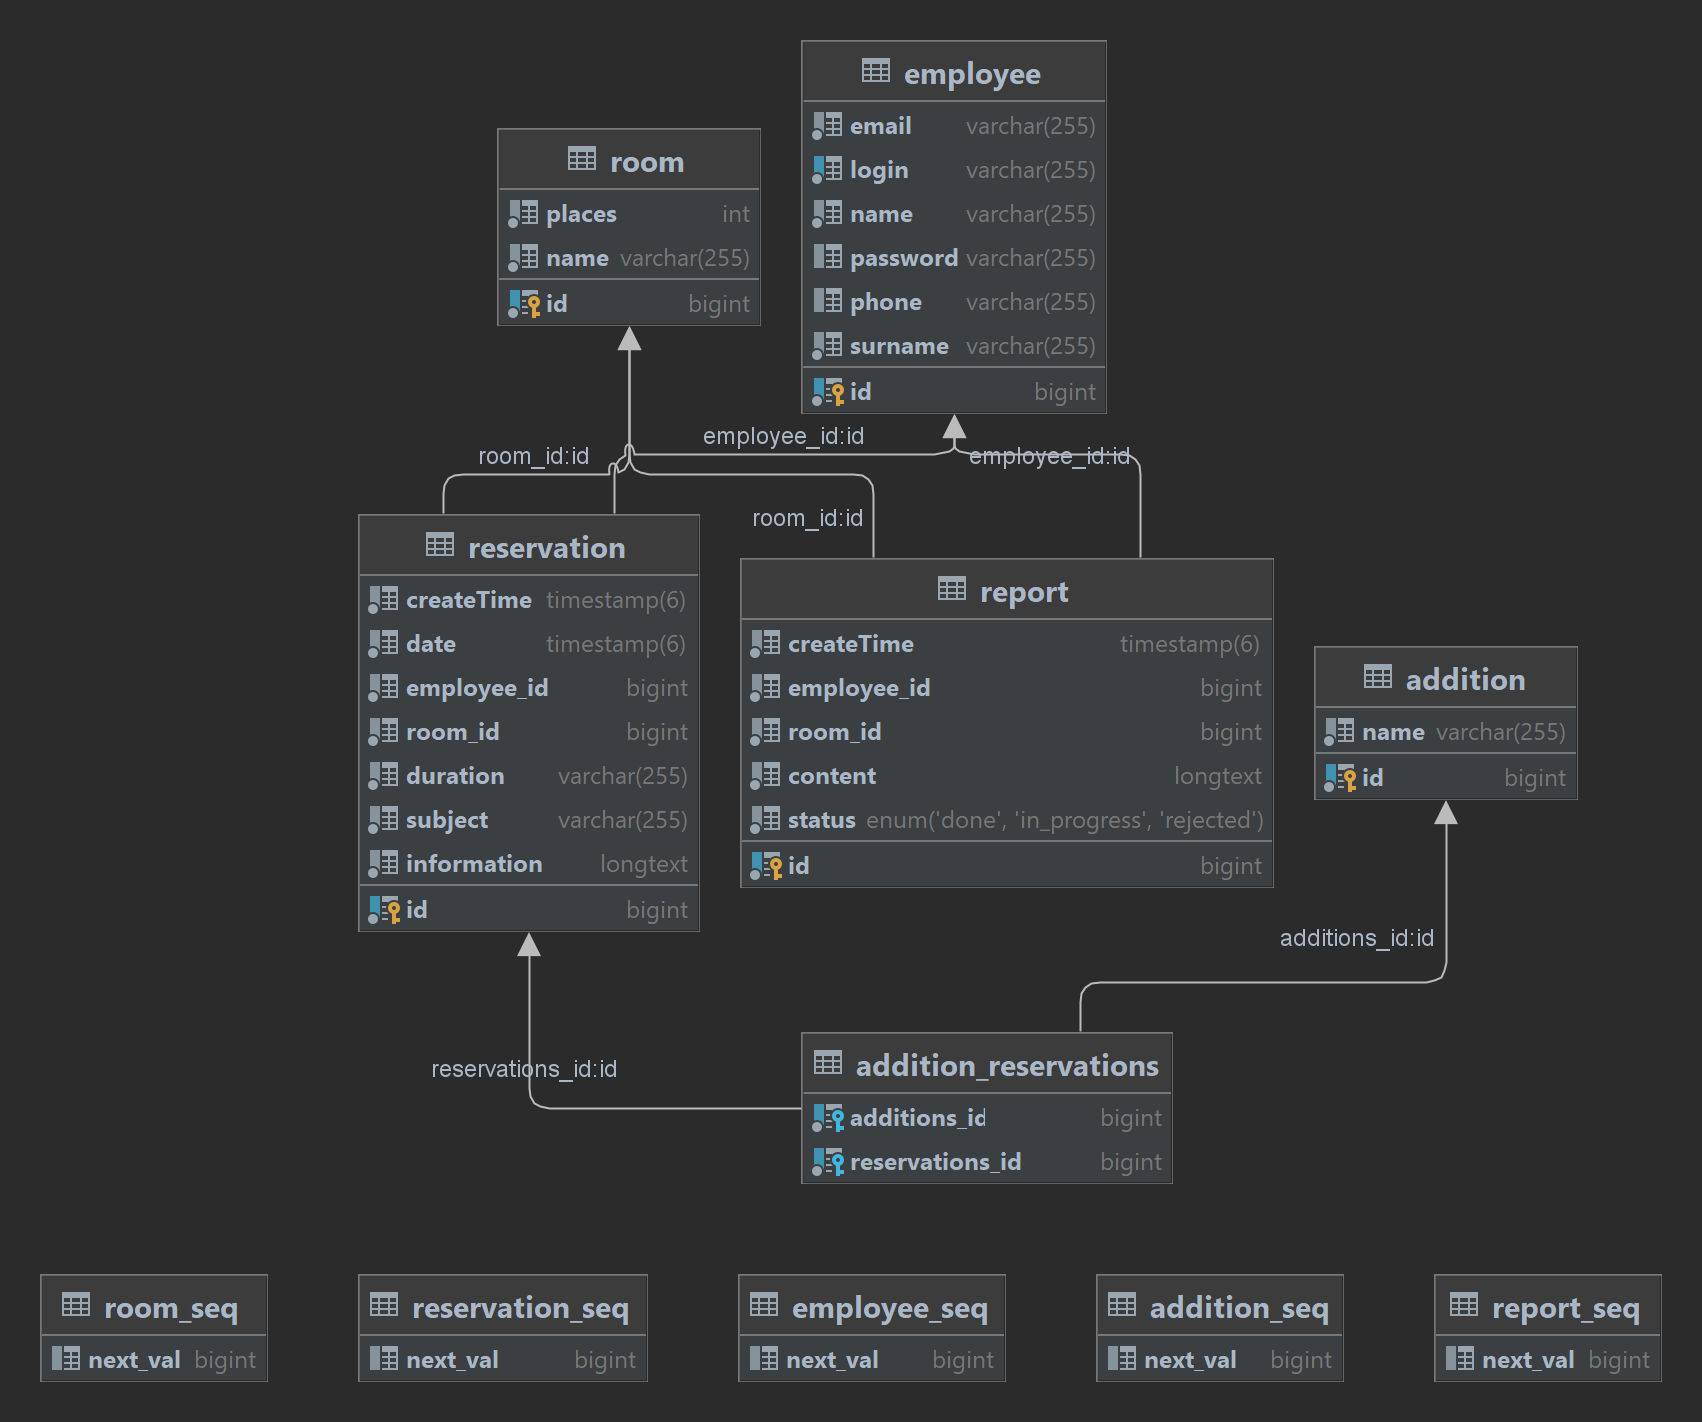 employee
email varchar(255)
login varchar(255)
name varchar(255)
password varchar(255)
phone varchar(255)
surname varchar(255)
id bigint
room
places int
name varchar(255)
id bigint
employee_id:id
room_id:id
employee_id:id
room_id:id
reservation
createTime timestamp(6)
date timestamp(6)
employee_id bigint
room_id bigint
duration varchar(255)
subject varchar(255)
information longtext
id bigint
report
createTime timestamp(6)
employee_id bigint
room_id bigint
content longtext
status enum('done', 'in_progress', 'rejected')
id bigint
addition
name varchar(255)
id bigint
additions_id:id
reservations_id:id
addition_reservations
additions_id bigint
reservations_id bigint
room_seq
next_val bigint
reservation_seq
next_val bigint
employee_seq
next_val bigint
addition_seq
next_val bigint
report_seq
next_val bigint